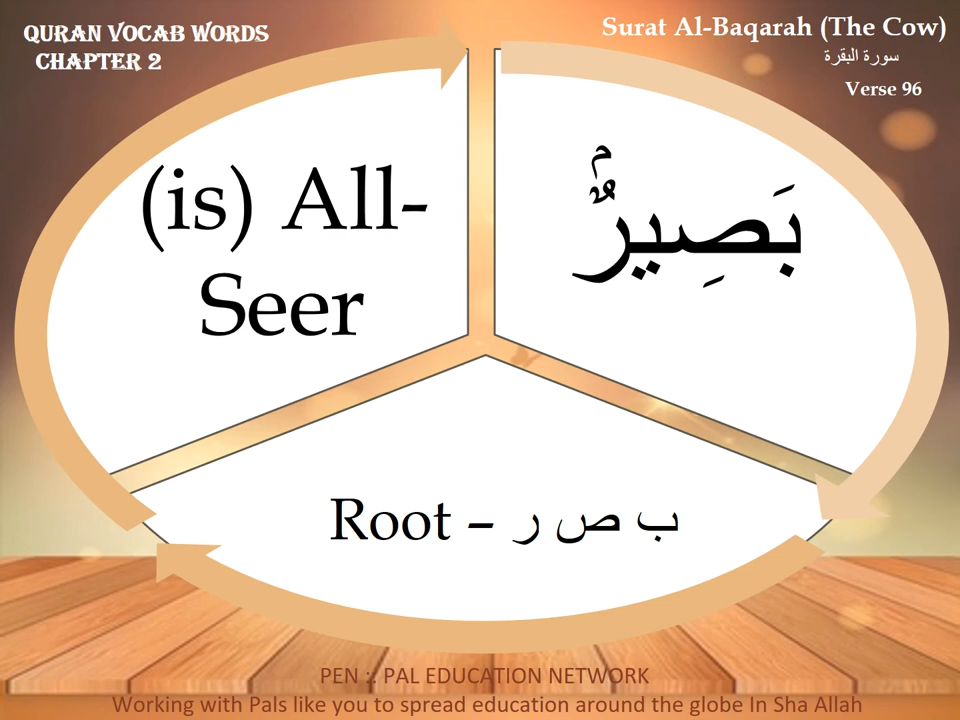 QURAN VOCAB WORDS
CHAPTER 2
Surat Al-Baqarah (The Cow)
سورة البقرة
Verse 96
(is) All-
Seer
بَصِيرٌۢ
Root – ب ص ر
PEN :: PAL EDUCATION NETWORK
Working with Pals like you to spread education around the globe In Sha Allah